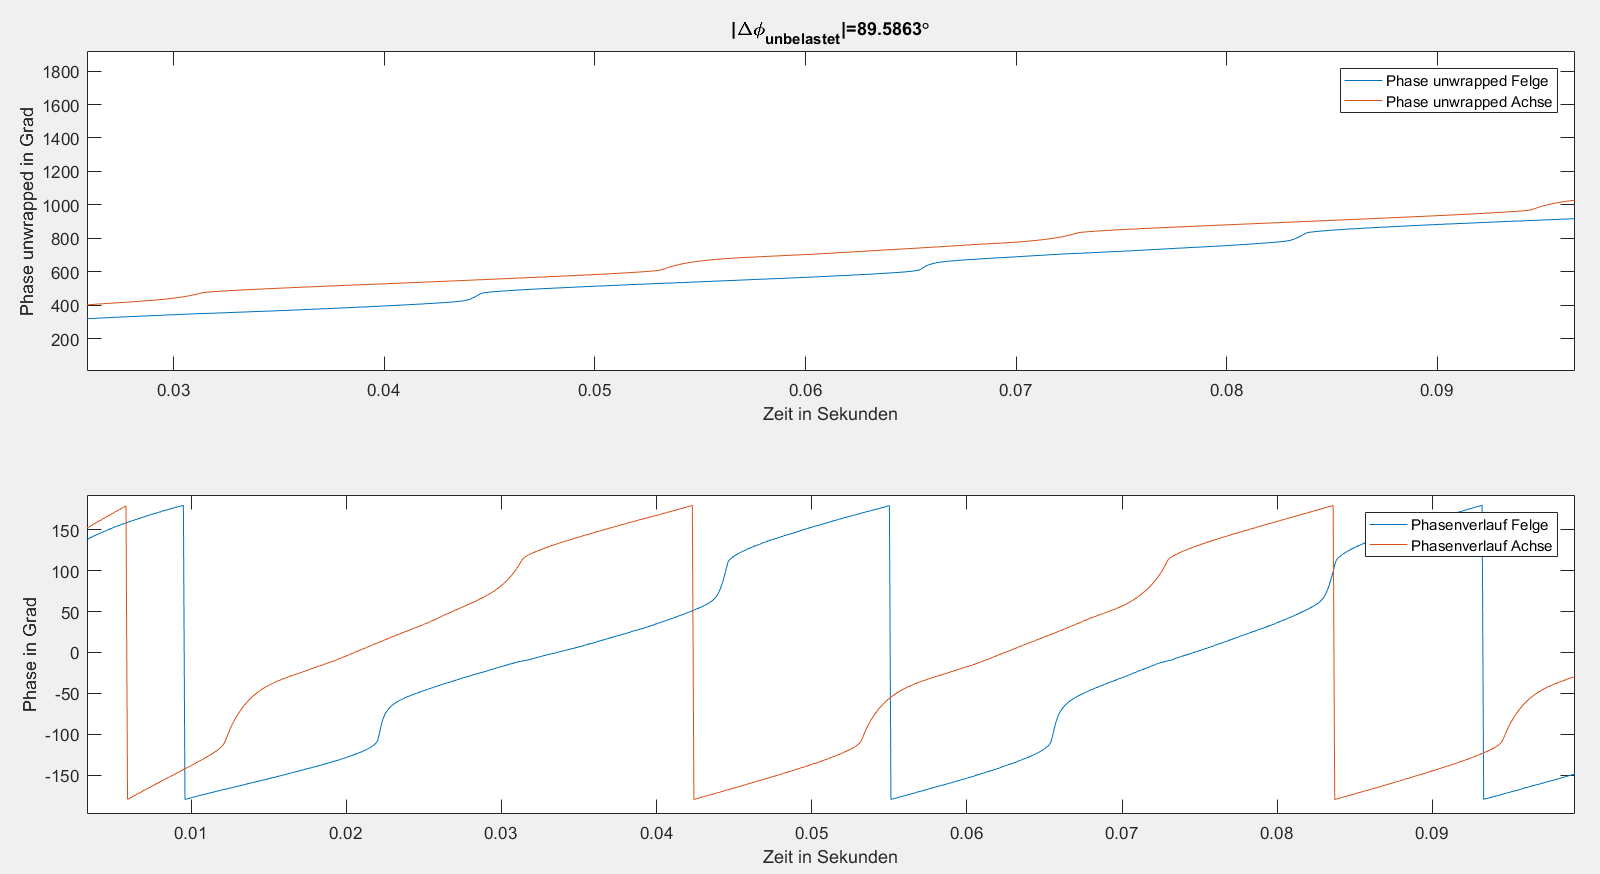 |Δϕunbelastet|=89.5863°
1800
1600
1400
1200
1000
800
600
400
200
Phase unwrapped in Grad
Phase unwrapped Felge
Phase unwrapped Achse
0.03 0.04 0.05 0.06 0.07 0.08 0.09
Zeit in Sekunden
150
100
50
0
-50
-100
-150
Phase in Grad
Phasenverlauf Felge
Phasenverlauf Achse
0.01 0.02 0.03 0.04 0.05 0.06 0.07 0.08 0.09
Zeit in Sekunden